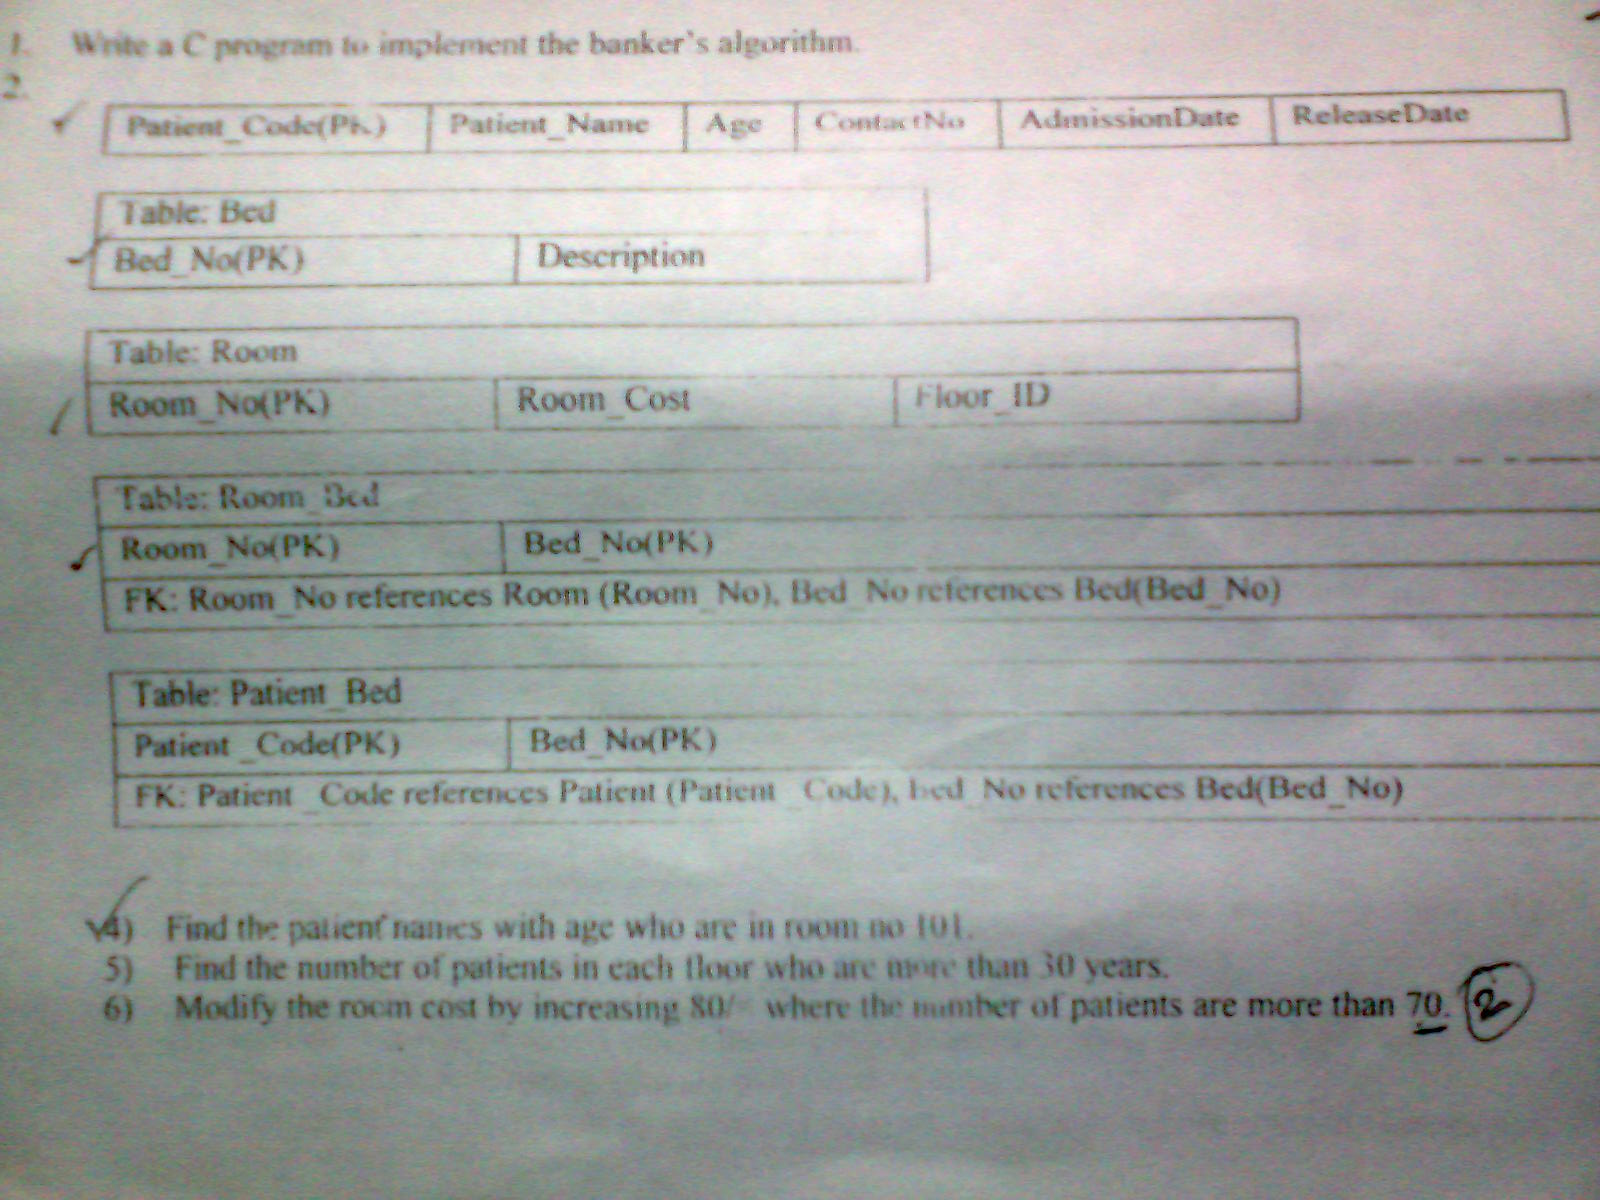 1. Write a C program to implement the banker's algorithm.
2.
Patient_Code(PK) Patient_Name Age ContactNo AdmissionDate ReleaseDate
Table: Bed
Bed_No(PK) Description
Table: Room
Room_No(PK) Room_Cost Floor_ID
Table: Room_Bed
Room_No(PK) Bed_No(PK)
FK: Room_No references Room (Room_No), Bed_No references Bed(Bed_No)
Table: Patient_Bed
Patient_Code(PK) Bed_No(PK)
FK: Patient_Code references Patient (Patient_Code), bed_No references Bed(Bed_No)
4) Find the patient names with age who are in room no 101.
5) Find the number of patients in each floor who are more than 30 years.
6) Modify the room cost by increasing 80/= where the number of patients are more than 70. 2